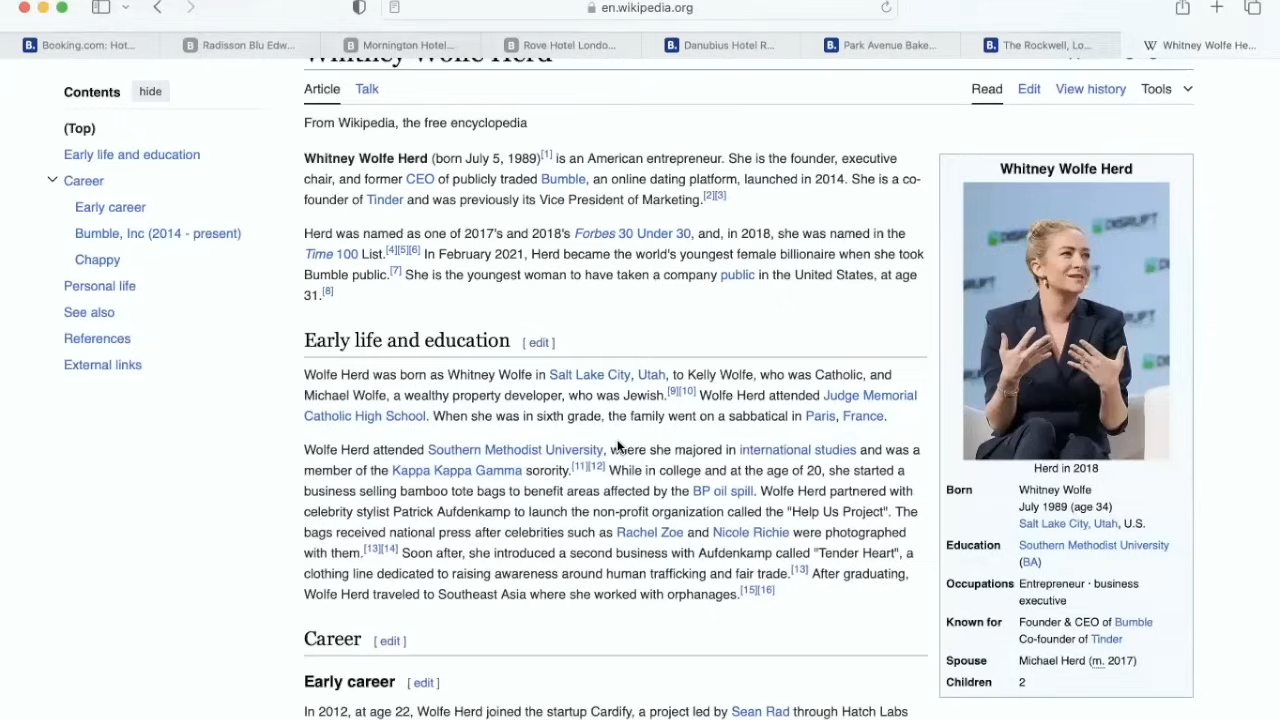 en.wikipedia.org
Booking.com: Hot...
Radisson Blu Edw...
Mornington Hotel...
Rove Hotel Londo...
Danubius Hotel R...
Park Avenue Bake...
The Rockwell, Lo...
Whitney Wolfe He...
Whitney Wolfe Herd
Contents hide
(Top)
Early life and education
Career
Early career
Bumble, Inc (2014 - present)
Chappy
Personal life
See also
References
External links
Article Talk Read Edit View history Tools
From Wikipedia, the free encyclopedia
Whitney Wolfe Herd (born July 5, 1989)[1] is an American entrepreneur. She is the founder, executive
chair, and former CEO of publicly traded Bumble, an online dating platform, launched in 2014. She is a co-
founder of Tinder and was previously its Vice President of Marketing.[2][3]
Herd was named as one of 2017's and 2018's Forbes 30 Under 30, and, in 2018, she was named in the
Time 100 List.[4][5][6] In February 2021, Herd became the world's youngest female billionaire when she took
Bumble public.[7] She is the youngest woman to have taken a company public in the United States, at age
31.[8]
Early life and education [ edit ]
Wolfe Herd was born as Whitney Wolfe in Salt Lake City, Utah, to Kelly Wolfe, who was Catholic, and
Michael Wolfe, a wealthy property developer, who was Jewish.[9][10] Wolfe Herd attended Judge Memorial
Catholic High School. When she was in sixth grade, the family went on a sabbatical in Paris, France.
Wolfe Herd attended Southern Methodist University, where she majored in international studies and was a
member of the Kappa Kappa Gamma sorority.[11][12] While in college and at the age of 20, she started a
business selling bamboo tote bags to benefit areas affected by the BP oil spill. Wolfe Herd partnered with
celebrity stylist Patrick Aufdenkamp to launch the non-profit organization called the "Help Us Project". The
bags received national press after celebrities such as Rachel Zoe and Nicole Richie were photographed
with them.[13][14] Soon after, she introduced a second business with Aufdenkamp called "Tender Heart", a
clothing line dedicated to raising awareness around human trafficking and fair trade.[13] After graduating,
Wolfe Herd traveled to Southeast Asia where she worked with orphanages.[15][16]
Career [ edit ]
Early career [ edit ]
In 2012, at age 22, Wolfe Herd joined the startup Cardify, a project led by Sean Rad through Hatch Labs
Whitney Wolfe Herd
DISRUPT
Herd in 2018
Born Whitney Wolfe
July 1989 (age 34)
Salt Lake City, Utah, U.S.
Education Southern Methodist University
(BA)
Occupations Entrepreneur · business
executive
Known for Founder & CEO of Bumble
Co-founder of Tinder
Spouse Michael Herd (m. 2017)
Children 2